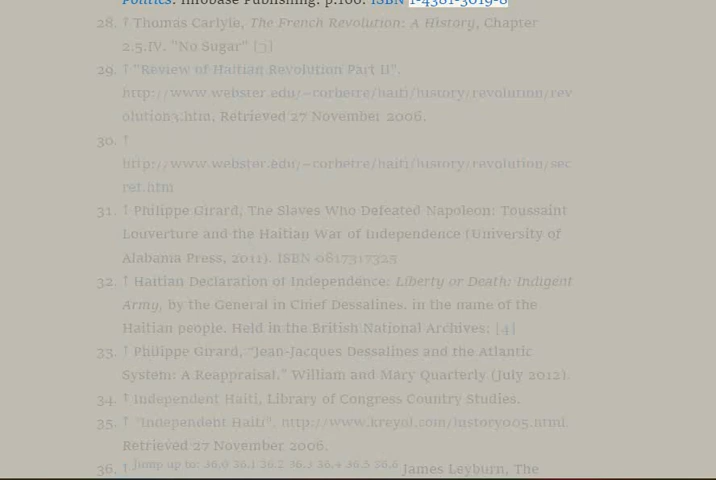 Politics. Infobase Publishing. p.166. ISBN 1-4381-3019-8
28. ↑ Thomas Carlyle, The French Revolution: A History, Chapter
2.5.IV. "No Sugar" [3]
29. ↑ "Review of Haitian Revolution Part II".
http://www.webster.edu/~corbetre/haiti/history/revolution/rev
olution3.htm, Retrieved 27 November 2006.
30. ↑
http://www.webster.edu/~corbetre/haiti/history/revolution/sec
ret.htm
31. ↑ Philippe Girard, The Slaves Who Defeated Napoleon: Toussaint
Louverture and the Haitian War of Independence (University of
Alabama Press, 2011). ISBN 0817317325
32. ↑ Haitian Declaration of Independence. Liberty or Death: Indigent
Army, by the General in Chief Dessalines. in the name of the
Haitian people. Held in the British National Archives: [4]
33. ↑ Philippe Girard, "Jean-Jacques Dessalines and the Atlantic
System: A Reappraisal," William and Mary Quarterly (July 2012).
34. ↑ Independent Haiti, Library of Congress Country Studies.
35. ↑ "Independent Haiti", http://www.kreyol.com/history005.html.
Retrieved 27 November 2006.
36. ↑ Jump up to: 36.0 36.1 36.2 36.3 36.4 36.5 36.6 James Leyburn, The